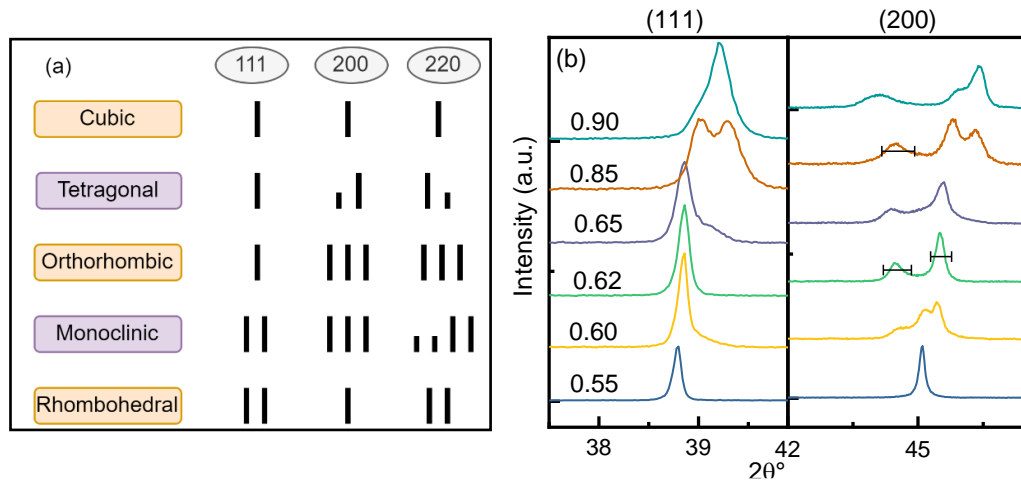 (a)
111 200 220
Cubic
Tetragonal
Orthorhombic
Monoclinic
Rhombohedral
(111) (200)
(b)
Intensity (a.u.)
0.90
0.85
0.65
0.62
0.60
0.55
38 39 42 45
2θ°